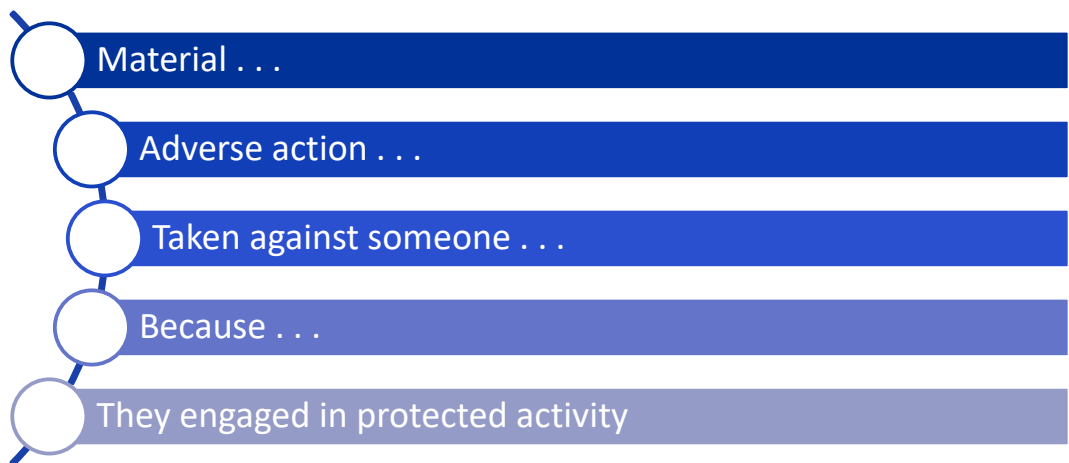 Material . . .
Adverse action . . .
Taken against someone . . .
Because . . .
They engaged in protected activity